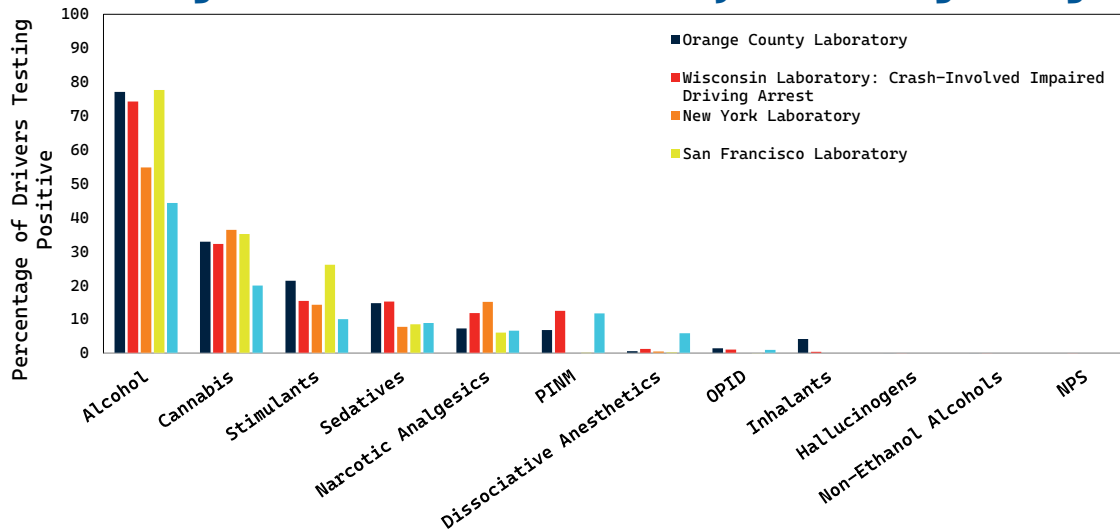 100
90
80
70
60
50
40
30
20
10
0
Percentage of Drivers Testing
Positive
Orange County Laboratory
Wisconsin Laboratory: Crash-Involved Impaired
Driving Arrest
New York Laboratory
San Francisco Laboratory
Alcohol
Cannabis
Stimulants
Sedatives
Narcotic Analgesics
PINM
Dissociative Anesthetics
OPID
Inhalants
Hallucinogens
Non-Ethanol Alcohols
NPS